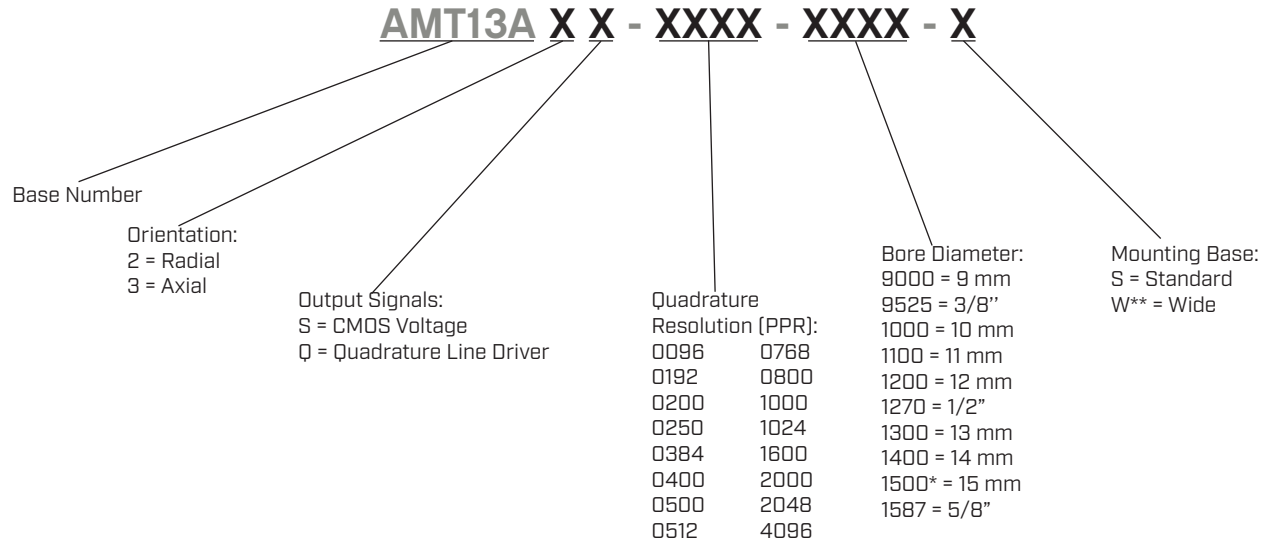 AMT13A X X - XXXX - XXXX - X
Base Number
Orientation:
2 = Radial
3 = Axial
Output Signals:
S = CMOS Voltage
Q = Quadrature Line Driver
Quadrature
Resolution (PPR):
0096 0768
0192 0800
0200 1000
0250 1024
0384 1600
0400 2000
0500 2048
0512 4096
Bore Diameter:
9000 = 9 mm
9525 = 3/8’’
1000 = 10 mm
1100 = 11 mm
1200 = 12 mm
1270 = 1/2”
1300 = 13 mm
1400 = 14 mm
1500* = 15 mm
1587 = 5/8”
Mounting Base:
S = Standard
W** = Wide